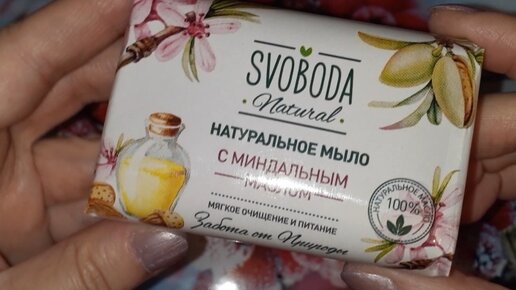 SVOBODA
Natural
НАТУРАЛЬНОЕ МЫЛО
С МИНДАЛЬНЫМ
МАСЛОМ
МЯГКОЕ ОЧИЩЕНИЕ И ПИТАНИЕ
Забота от Природы
НАТУРАЛЬНОЕ МАСЛО
100%